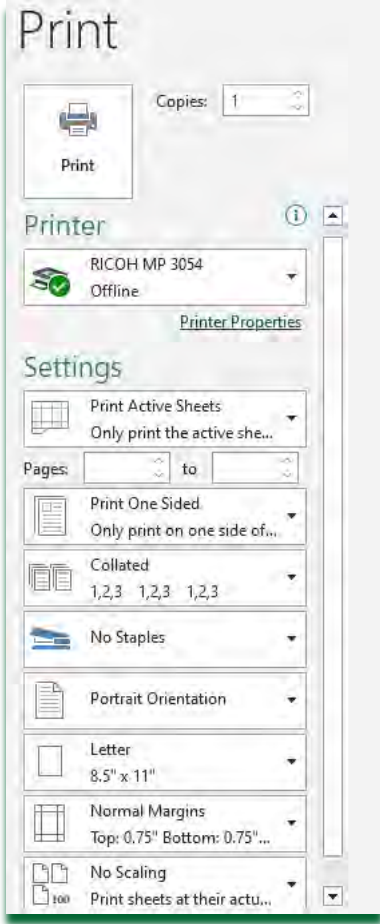 Print
Copies: 1
Print
Printer
RICOH MP 3054
Offline
Printer Properties
Settings
Print Active Sheets
Only print the active she...
Pages: to
Print One Sided
Only print on one side of...
Collated
1,2,3 1,2,3 1,2,3
No Staples
Portrait Orientation
Letter
8.5" x 11"
Normal Margins
Top: 0.75" Bottom: 0.75"...
No Scaling
100
Print sheets at their actu...